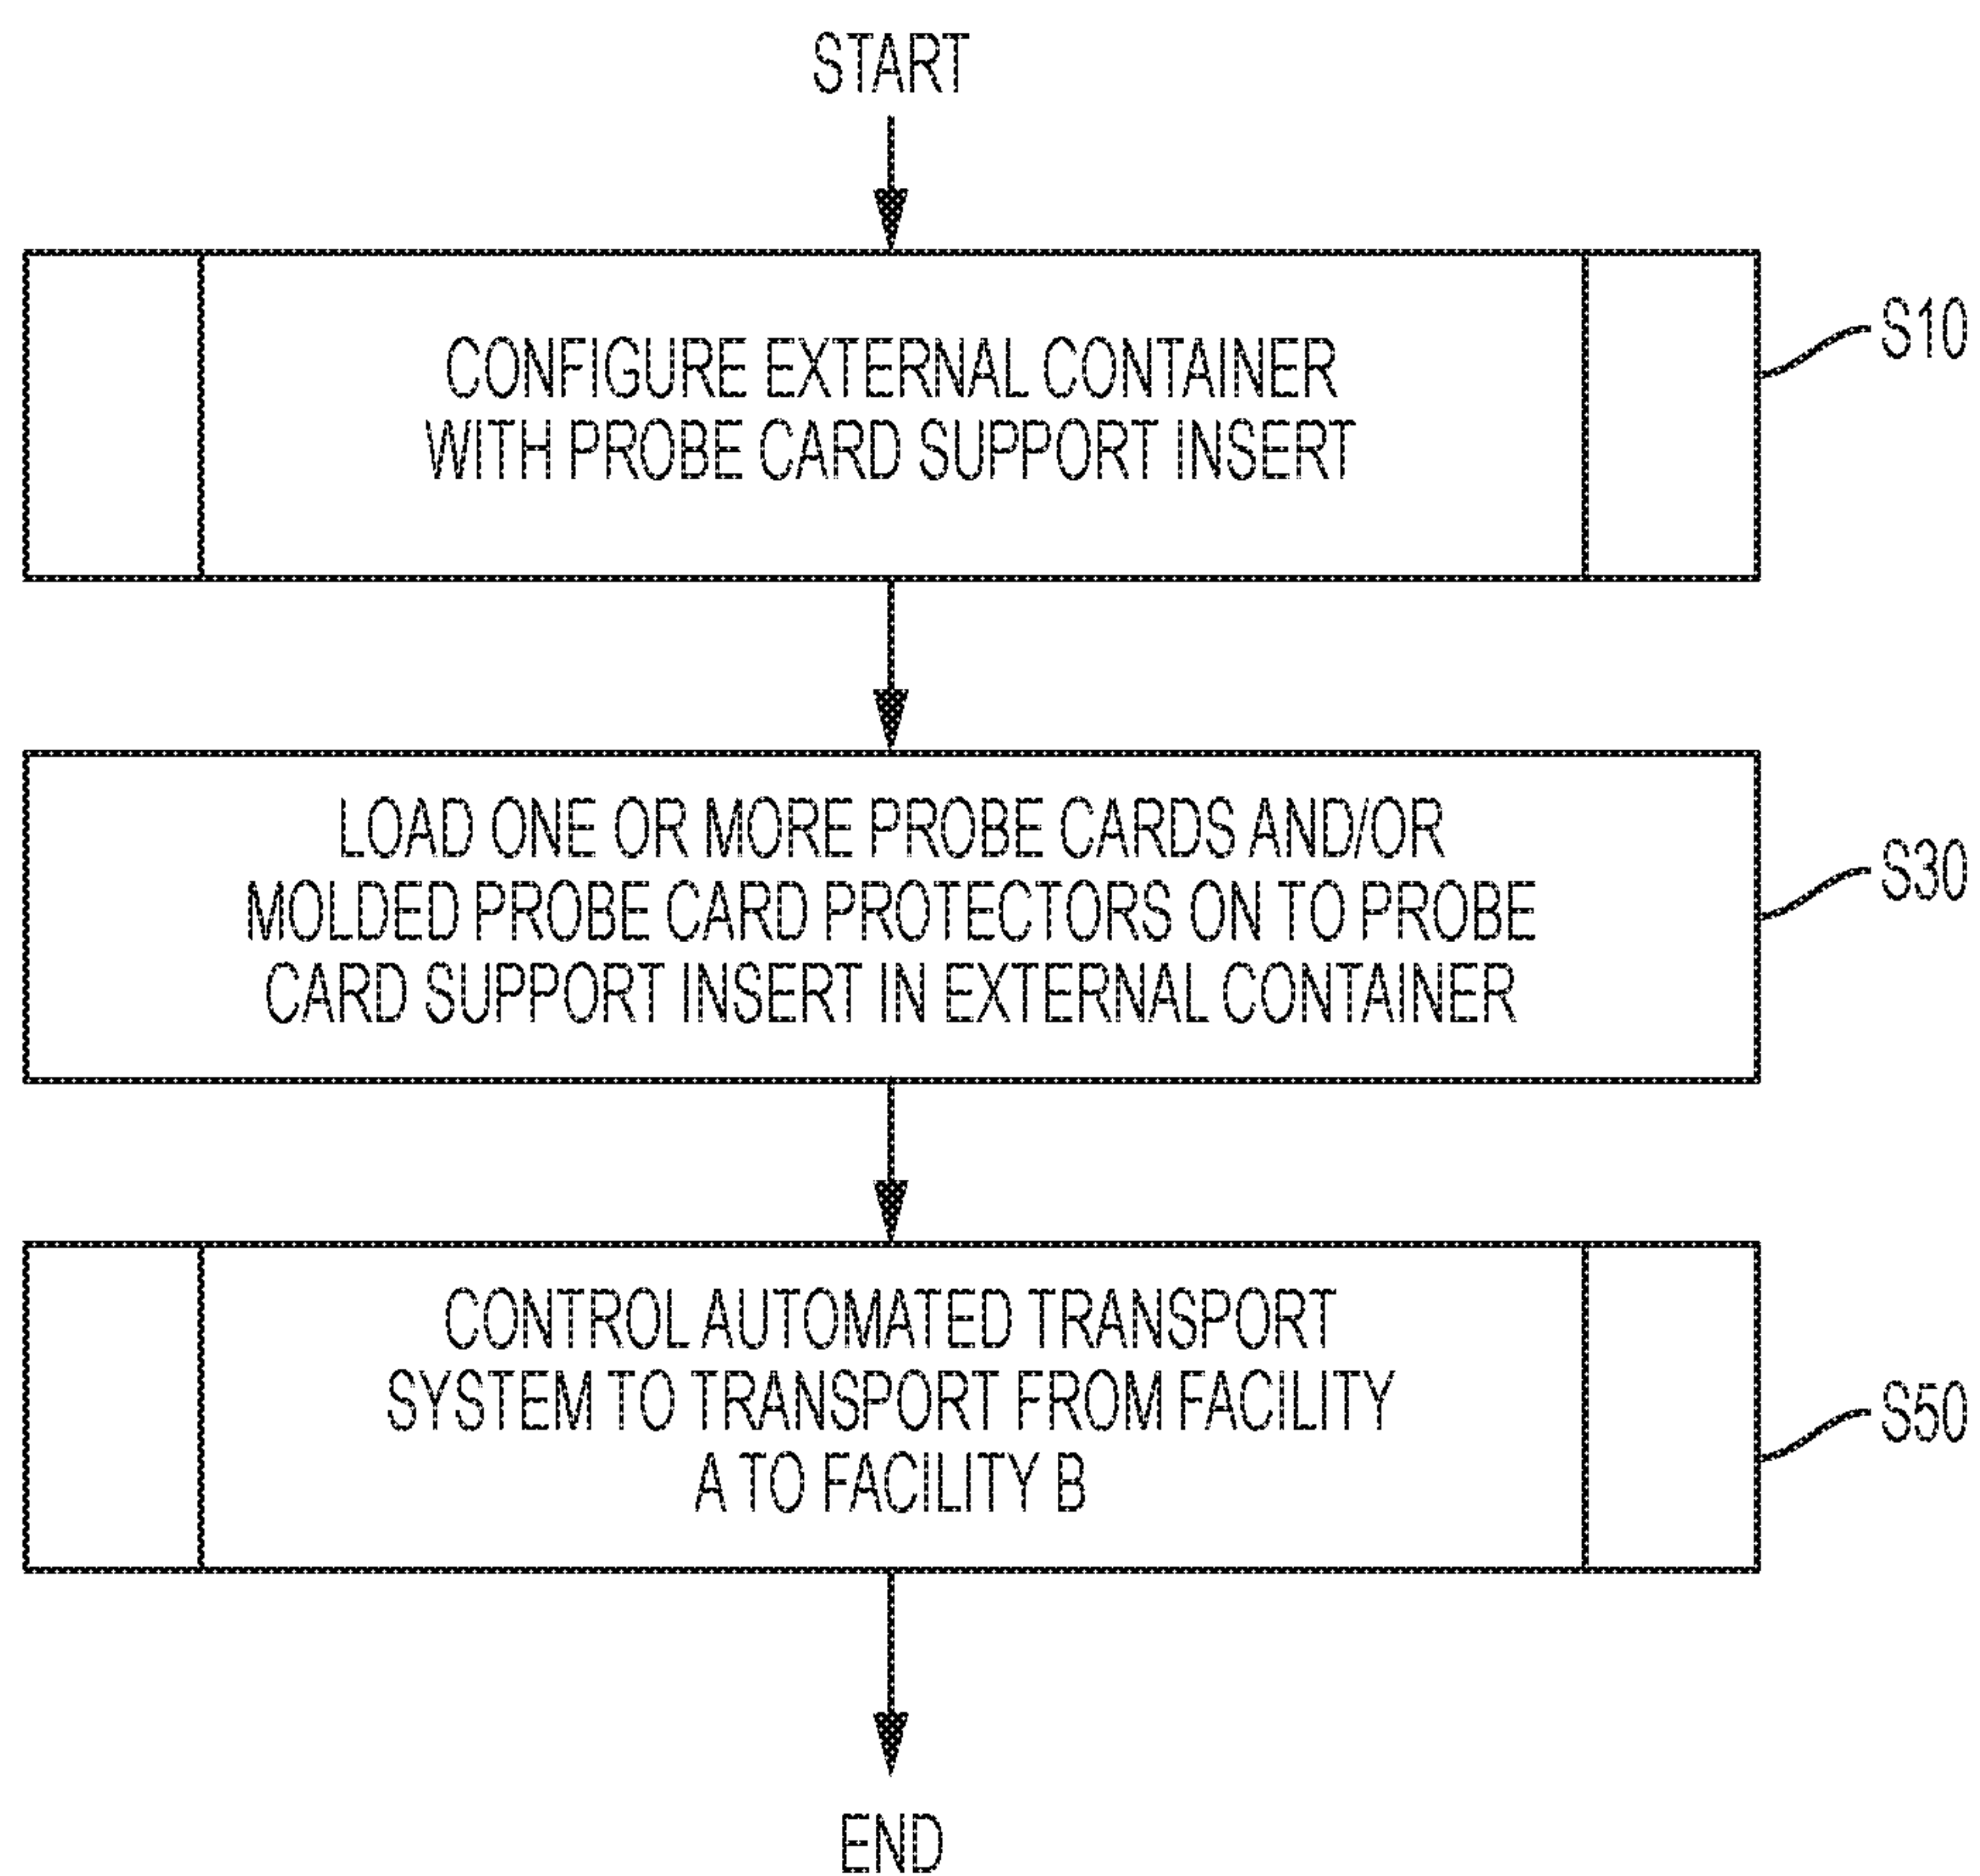 START
CONFIGURE EXTERNAL CONTAINER
WITH PROBE CARD SUPPORT INSERT
S10
LOAD ONE OR MORE PROBE CARDS AND/OR
MOLDED PROBE CARD PROTECTORS ON TO PROBE
CARD SUPPORT INSERT IN EXTERNAL CONTAINER
S30
CONTROL AUTOMATED TRANSPORT
SYSTEM TO TRANSPORT FROM FACILITY
A TO FACILITY B
S50
END